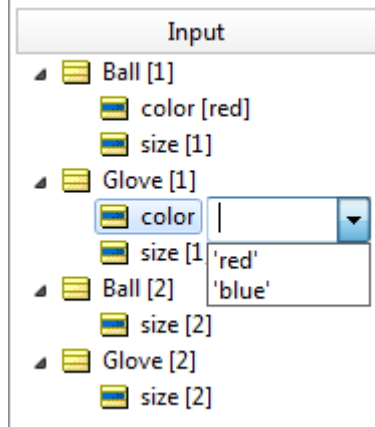 Input
Ball [1]
color [red]
size [1]
Glove [1]
color
size [1
'red'
'blue'
Ball [2]
size [2]
Glove [2]
size [2]